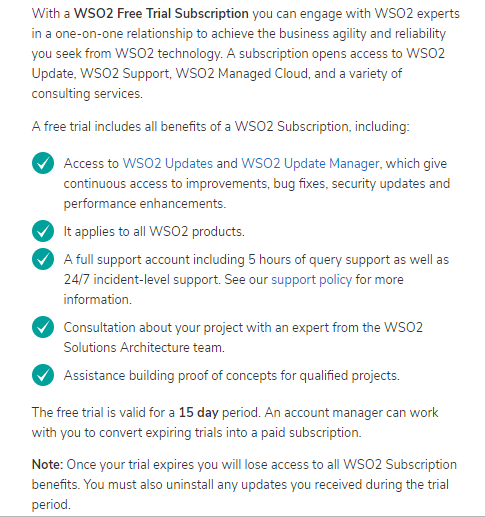 With a WSO2 Free Trial Subscription you can engage with WSO2 experts
in a one-on-one relationship to achieve the business agility and reliability
you seek from WSO2 technology. A subscription opens access to WSO2
Update, WSO2 Support, WSO2 Managed Cloud, and a variety of
consulting services.
A free trial includes all benefits of a WSO2 Subscription, including:
Access to WSO2 Updates and WSO2 Update Manager, which give
continuous access to improvements, bug fixes, security updates and
performance enhancements.
It applies to all WSO2 products.
A full support account including 5 hours of query support as well as
24/7 incident-level support. See our support policy for more
information.
Consultation about your project with an expert from the WSO2
Solutions Architecture team.
Assistance building proof of concepts for qualified projects.
The free trial is valid for a 15 day period. An account manager can work
with you to convert expiring trials into a paid subscription.
Note: Once your trial expires you will lose access to all WSO2 Subscription
benefits. You must also uninstall any updates you received during the trial
period.